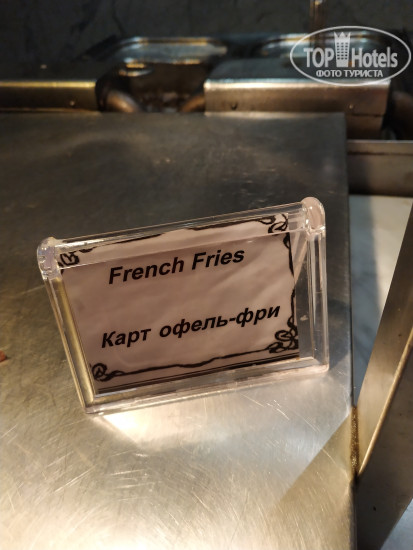 TOP Hotels
ФОТО ТУРИСТА
French Fries
Карт офель-фри